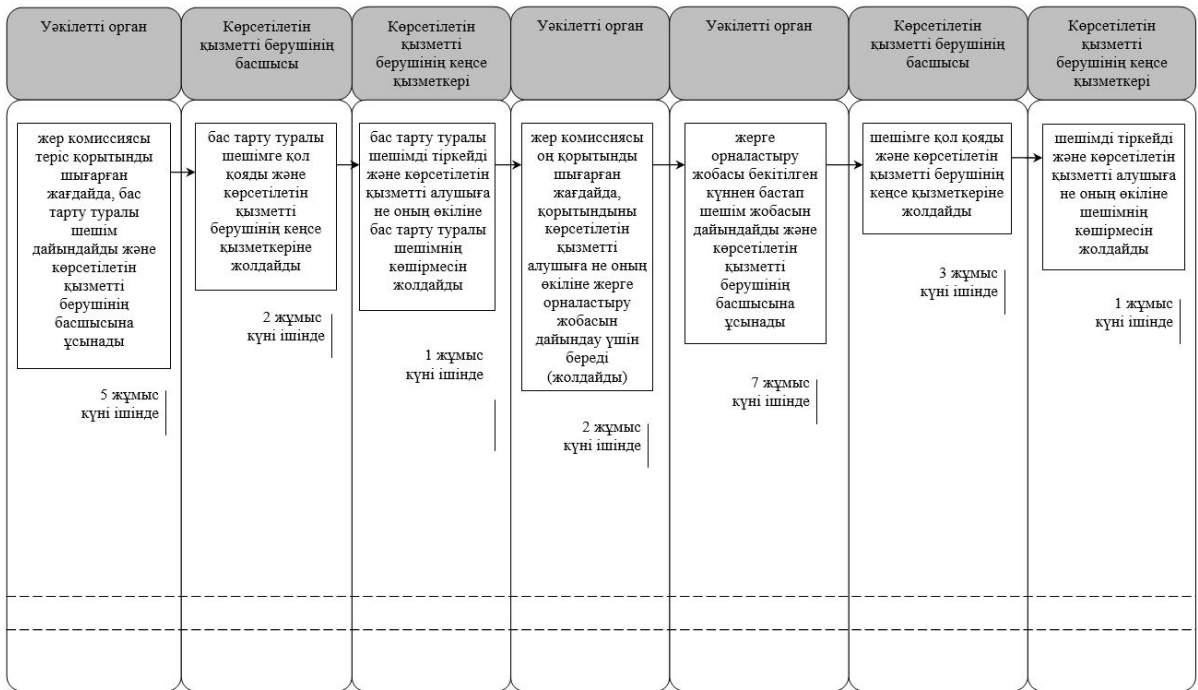 Уәкілетті орган
Көрсетілетін
қызметті берушінің
басшысы
Көрсетілетін
қызметті
берушінің кеңсе
қызметкері
Уәкілетті орган
Уәкілетті орган
Көрсетілетін
қызметті берушінің
басшысы
Көрсетілетін
қызметті
берушінің кеңсе
қызметкері
жер комиссиясы
теріс қорытынды
шығарған
жағдайда, бас
тарту туралы
шешім
дайындайды және
көрсетілетін
қызметті
берушінің
басшысына
ұсынады
5 жұмыс
күні ішінде
бас тарту туралы
шешімге қол
қояды және
көрсетілетін
қызметті
берушінің кеңсе
қызметкеріне
жолдайды
2 жұмыс
күні ішінде
бас тарту туралы
шешімді тіркейді
және көрсетілетін
қызметті алушыға
не оның өкіліне
бас тарту туралы
шешімнің
көшірмесін
жолдайды
1 жұмыс
күні ішінде
жер комиссиясы
оң қорытынды
шығарған
жағдайда,
қорытындыны
көрсетілетін
қызметті
алушыға не оның
өкіліне жерге
орналастыру
жобасын
дайындау үшін
береді
(жолдайды)
2 жұмыс
күні ішінде
жерге
орналастыру
жобасы бекітілген
күннен бастап
шешім жобасын
дайындайды және
көрсетілетін
қызметті
берушінің
басшысына
ұсынады
7 жұмыс
күні ішінде
шешімге қол қояды
және көрсетілетін
қызметті берушінің
кеңсе қызметкеріне
жолдайды
3 жұмыс
күні ішінде
шешімді тіркейді
және көрсетілетін
қызметті алушыға
не оның өкіліне
шешімнің
көшірмесін
жолдайды
1 жұмыс
күні ішінде